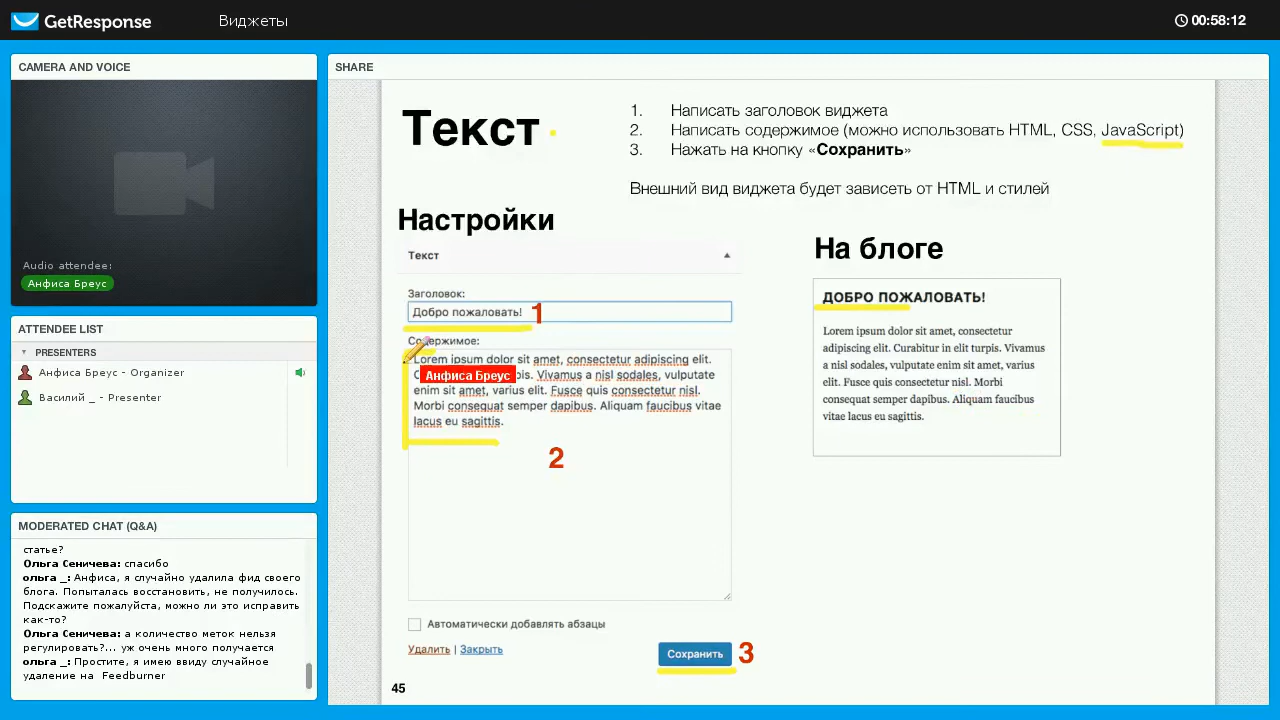 GetResponse
Виджеты
00:58:12
CAMERA AND VOICE
Audio attendee:
Анфиса Бреус
ATTENDEE LIST
PRESENTERS
Анфиса Бреус - Organizer
Василий _ - Presenter
MODERATED CHAT (Q&A)
статье?
Ольга Сеничева: спасибо
ольга _: Анфиса, я случайно удалила фид своего
блога. Попыталась восстановить, не получилось.
Подскажите пожалуйста, можно ли это исправить
как-то?
Ольга Сеничева: а количество меток нельзя
регулировать?... уж очень много получается
ольга _: Простите, я имею ввиду случайное
удаление на Feedburner
SHARE
Текст
1. Написать заголовок виджета
2. Написать содержимое (можно использовать HTML, CSS, JavaScript)
3. Нажать на кнопку «Сохранить»
Внешний вид виджета будет зависеть от HTML и стилей
Настройки
Текст
Заголовок:
Добро пожаловать! 1
Содержимое:
Lorem ipsum dolor sit amet, consectetur adipiscing elit.
Анфиса Бреус
Vivamus a nisl sodales, vulputate
enim sit amet, varius elit. Fusce quis consectetur nisl.
Morbi consequat semper dapibus. Aliquam faucibus vitae
lacus eu sagittis.
2
Автоматически добавлять абзацы
Удалить | Закрыть
Сохранить 3
45
На блоге
ДОБРО ПОЖАЛОВАТЬ!
Lorem ipsum dolor sit amet, consectetur
adipiscing elit. Curabitur in elit turpis. Vivamus
a nisl sodales, vulputate enim sit amet, varius
elit. Fusce quis consectetur nisl. Morbi
consequat semper dapibus. Aliquam faucibus
vitae lacus eu sagittis.